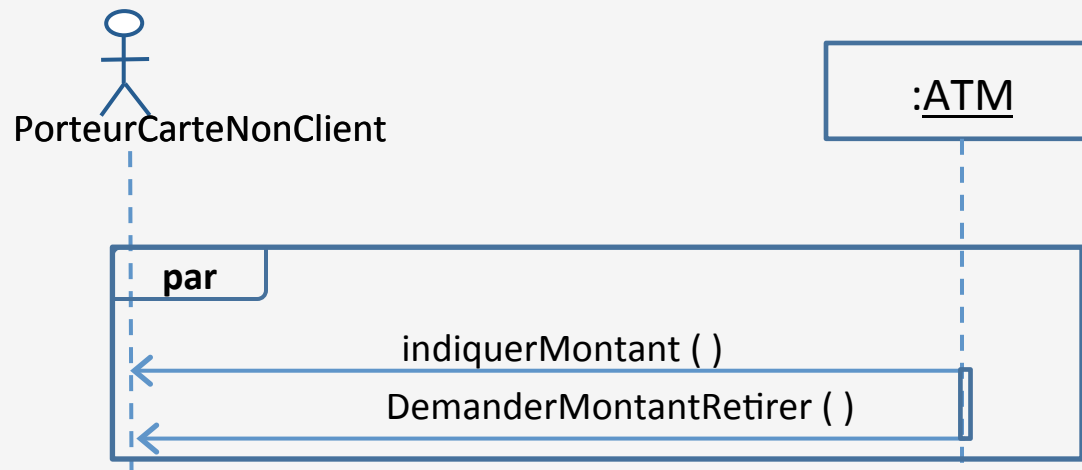 :ATM
PorteurCarteNonClient
par
indiquerMontant ( )
DemanderMontantRetirer ( )